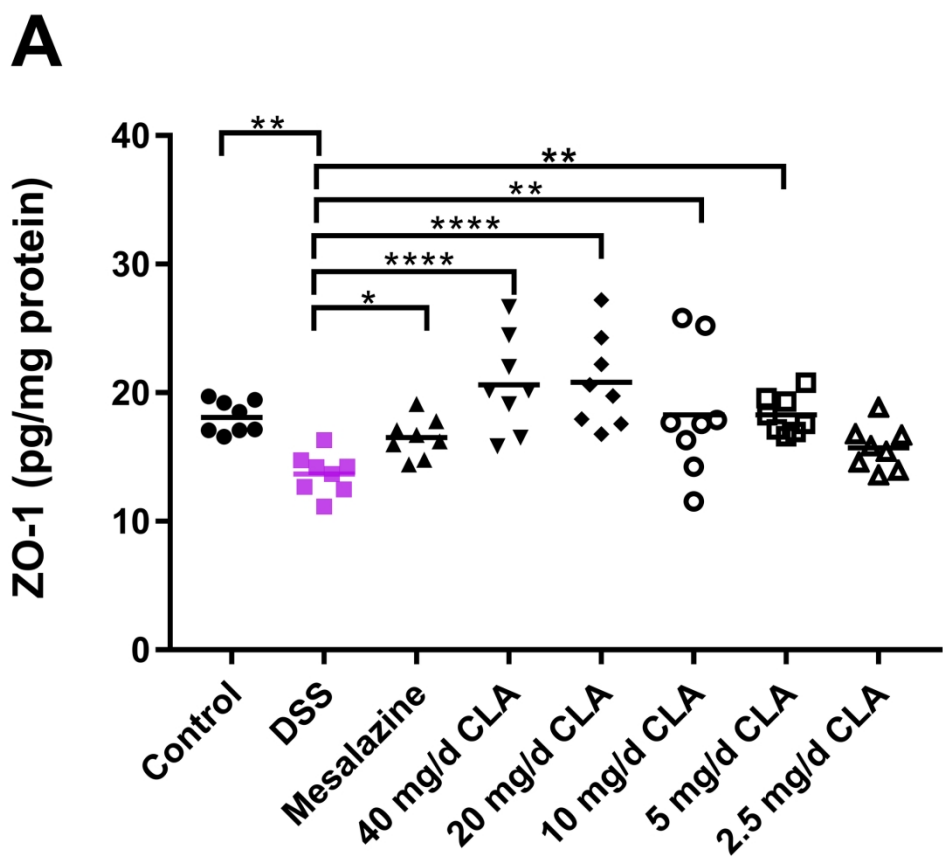 A
ZO-1 (pg/mg protein)
40
30
20
10
0
**
**
**
****
****
*
Control
DSS
Mesalazine
40 mg/d CLA
20 mg/d CLA
10 mg/d CLA
5 mg/d CLA
2.5 mg/d CLA